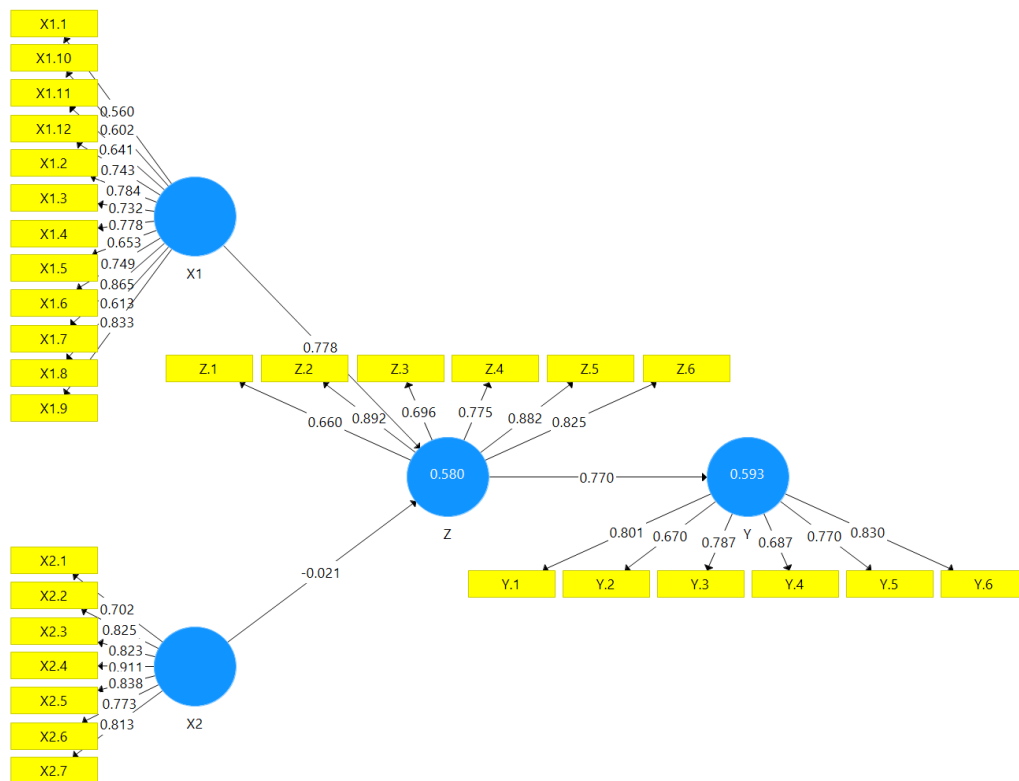 X1.1
X1.10
X1.11
X1.12
X1.2
X1.3
X1.4
X1.5
X1.6
X1.7
X1.8
X1.9
0.560
0.602
0.641
0.743
0.784
0.732
0.778
0.653
0.749
0.865
0.613
0.833
X1
0.778
Z.1
Z.2
Z.3
Z.4
Z.5
Z.6
0.660
0.892
0.696
0.775
0.882
0.825
0.580
Z
0.770
0.593
Y
0.801
0.670
0.787
0.687
0.770
0.830
Y.1
Y.2
Y.3
Y.4
Y.5
Y.6
-0.021
X2.1
X2.2
X2.3
X2.4
X2.5
X2.6
X2.7
0.702
0.825
0.823
0.911
0.838
0.773
0.813
X2